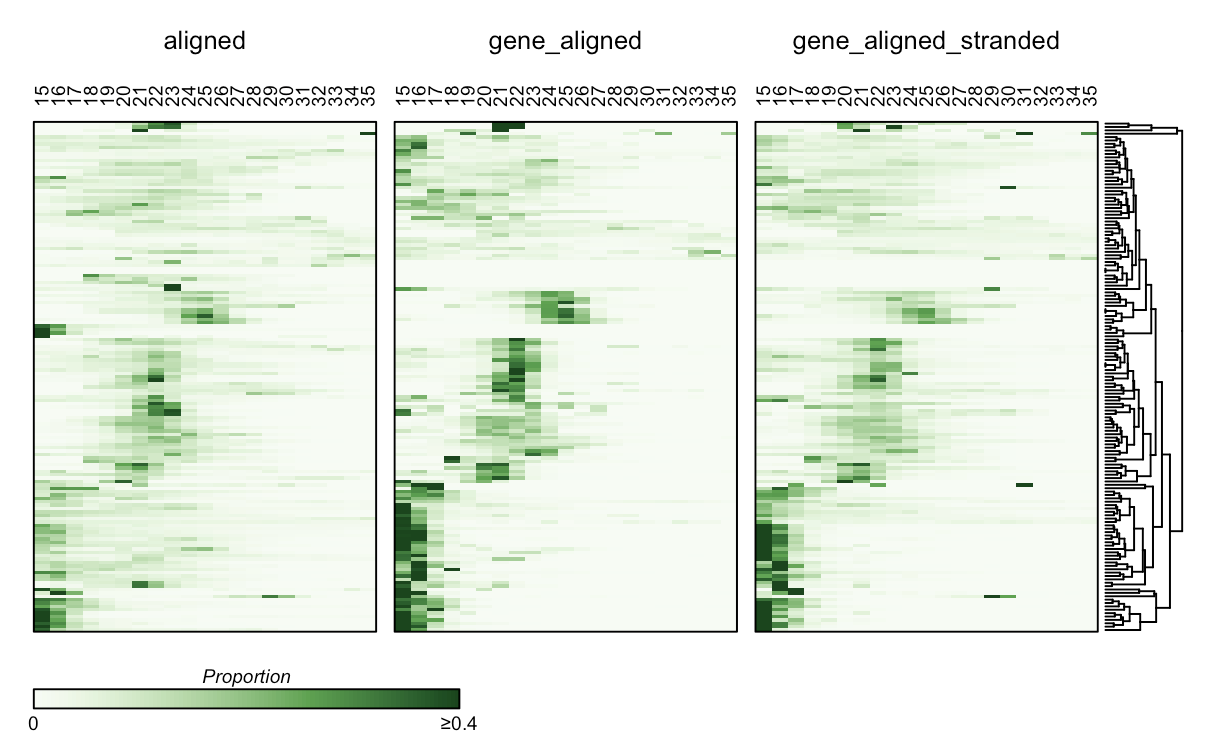 aligned gene_aligned gene_aligned_stranded
15 16 17 18 19 20 21 22 23 24 25 26 27 28 29 30 31 32 33 34 35 15 16 17 18 19 20 21 22 23 24 25 26 27 28 29 30 31 32 33 34 35 15 16 17 18 19 20 21 22 23 24 25 26 27 28 29 30 31 32 33 34 35
Proportion
0 ≥0.4